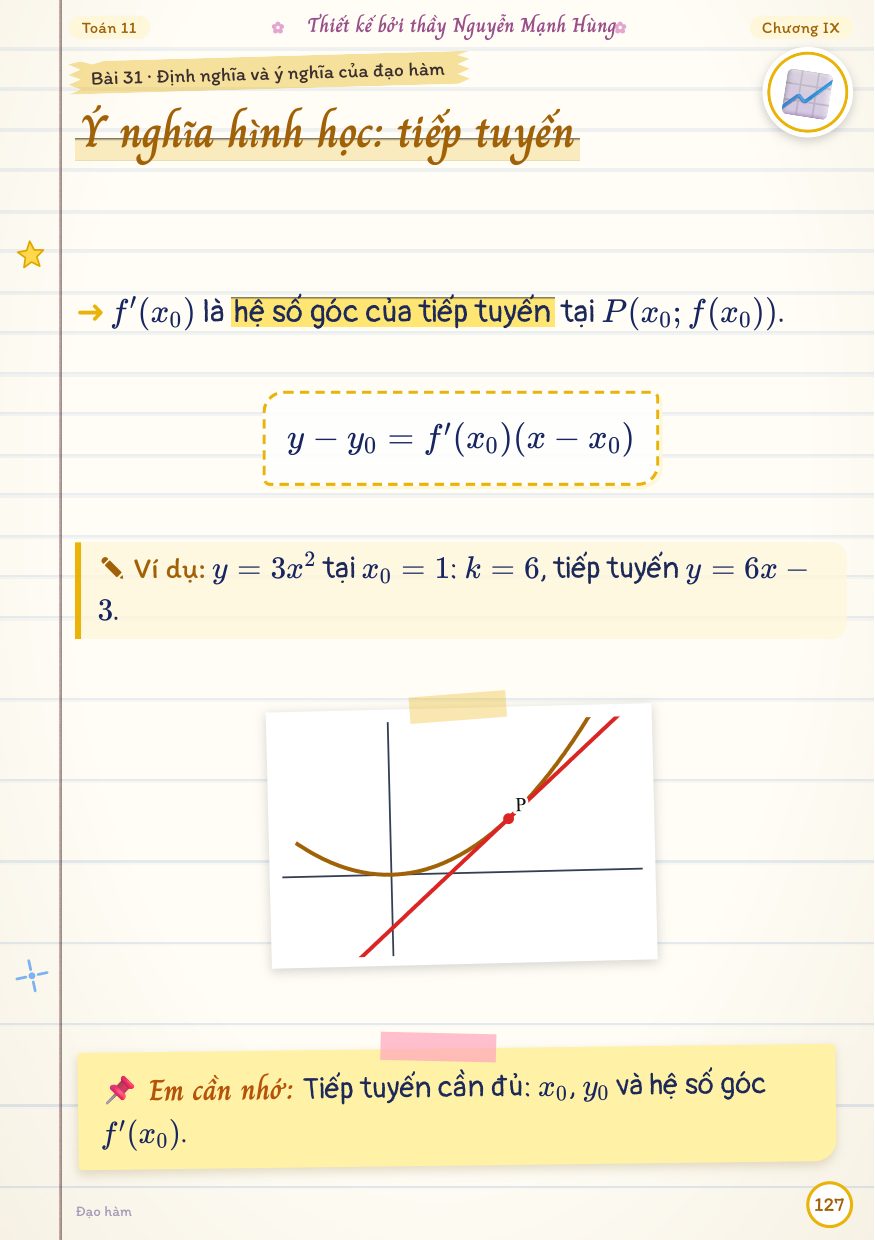 Toán 11
Thiết kế bởi thầy Nguyễn Mạnh Hùng
Chương IX
Bài 31 · Định nghĩa và ý nghĩa của đạo hàm
Ý nghĩa hình học: tiếp tuyến
→ f′(x₀) là hệ số góc của tiếp tuyến tại P(x₀; f(x₀)).
y − y₀ = f′(x₀)(x − x₀)
Ví dụ: y = 3x² tại x₀ = 1: k = 6, tiếp tuyến y = 6x −
3.
P
Em cần nhớ: Tiếp tuyến cần đủ: x₀, y₀ và hệ số góc
f′(x₀).
Đạo hàm
127